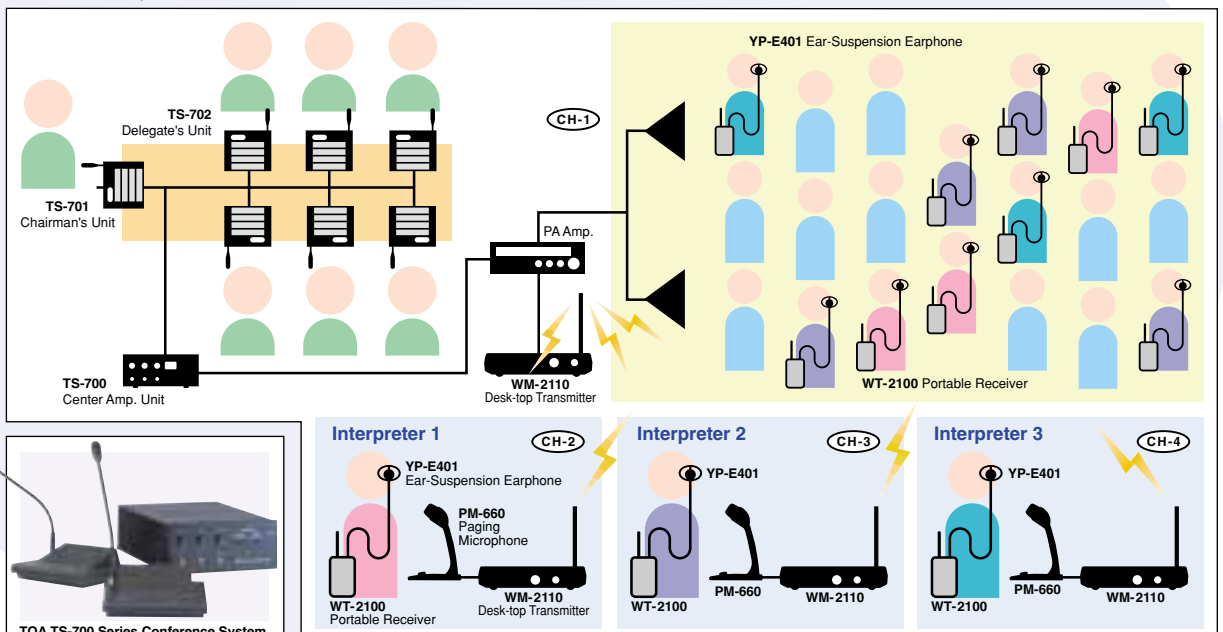 YP-E401 Ear-Suspension Earphone
TS-702
Delegate's Unit
CH-1
TS-701
Chairman's Unit
PA Amp.
TS-700
Center Amp. Unit
WM-2110
Desk-top Transmitter
WT-2100 Portable Receiver
Interpreter 1
CH-2
YP-E401
Ear-Suspension Earphone
PM-660
Paging
Microphone
WM-2110
Desk-top Transmitter
WT-2100
Portable Receiver
Interpreter 2
CH-3
YP-E401
PM-660
WM-2110
WT-2100
Interpreter 3
CH-4
YP-E401
PM-660
WM-2110
WT-2100
TOA TS-700 Series Conference System